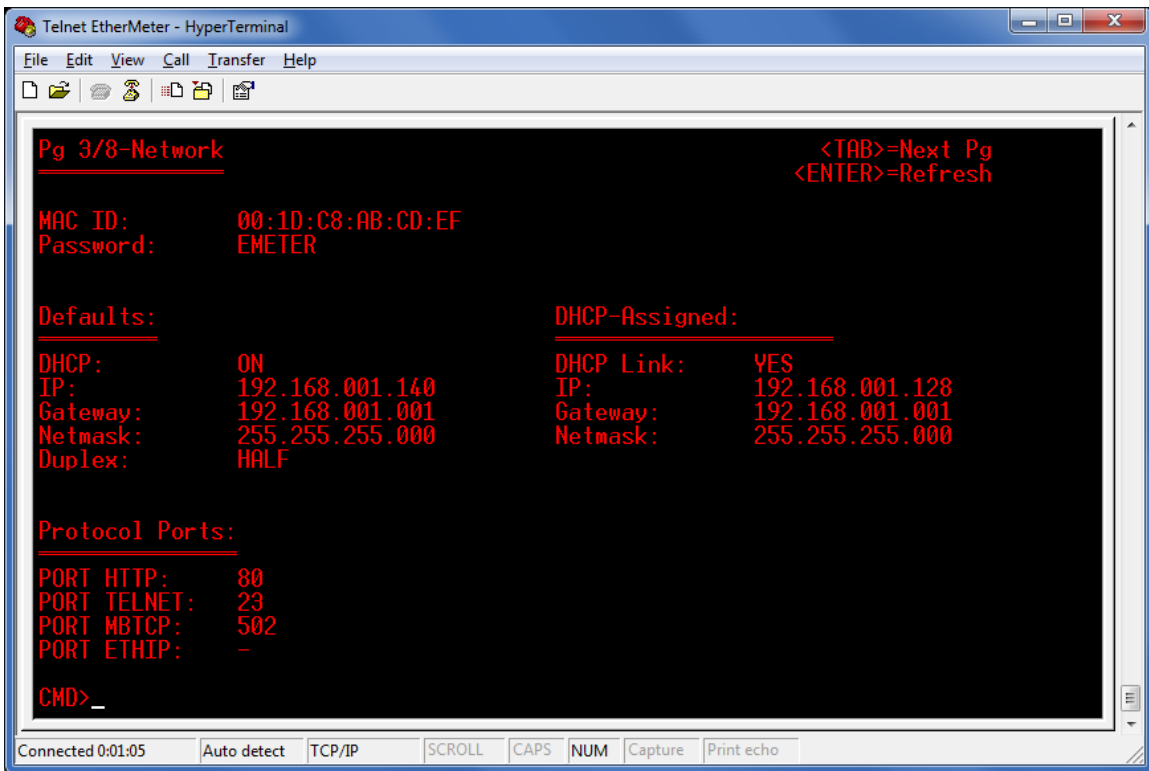 Telnet EtherMeter - HyperTerminal
File Edit View Call Transfer Help
Pg 3/8-Network <TAB>=Next Pg
<ENTER>=Refresh
MAC ID: 00:1D:C8:AB:CD:EF
Password: EMETER
Defaults: DHCP-Assigned:
DHCP: ON DHCP Link: YES
IP: 192.168.001.140 IP: 192.168.001.128
Gateway: 192.168.001.001 Gateway: 192.168.001.001
Netmask: 255.255.255.000 Netmask: 255.255.255.000
Duplex: HALF
Protocol Ports:
PORT HTTP: 80
PORT TELNET: 23
PORT MBTCP: 502
PORT ETHIP: -
CMD>_
Connected 0:01:05 Auto detect TCP/IP SCROLL CAPS NUM Capture Print echo